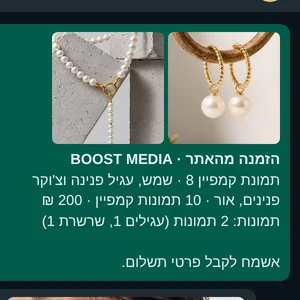 הזמנה מהאתר · BOOST MEDIA
תמונת קמפיין 8 · שמש, עגיל פנינה וצ'וקר
פנינים, אור · 10 תמונות קמפיין · 200 ₪
תמונות: 2 תמונות (עגילים 1, שרשרת 1)
אשמח לקבל פרטי תשלום.